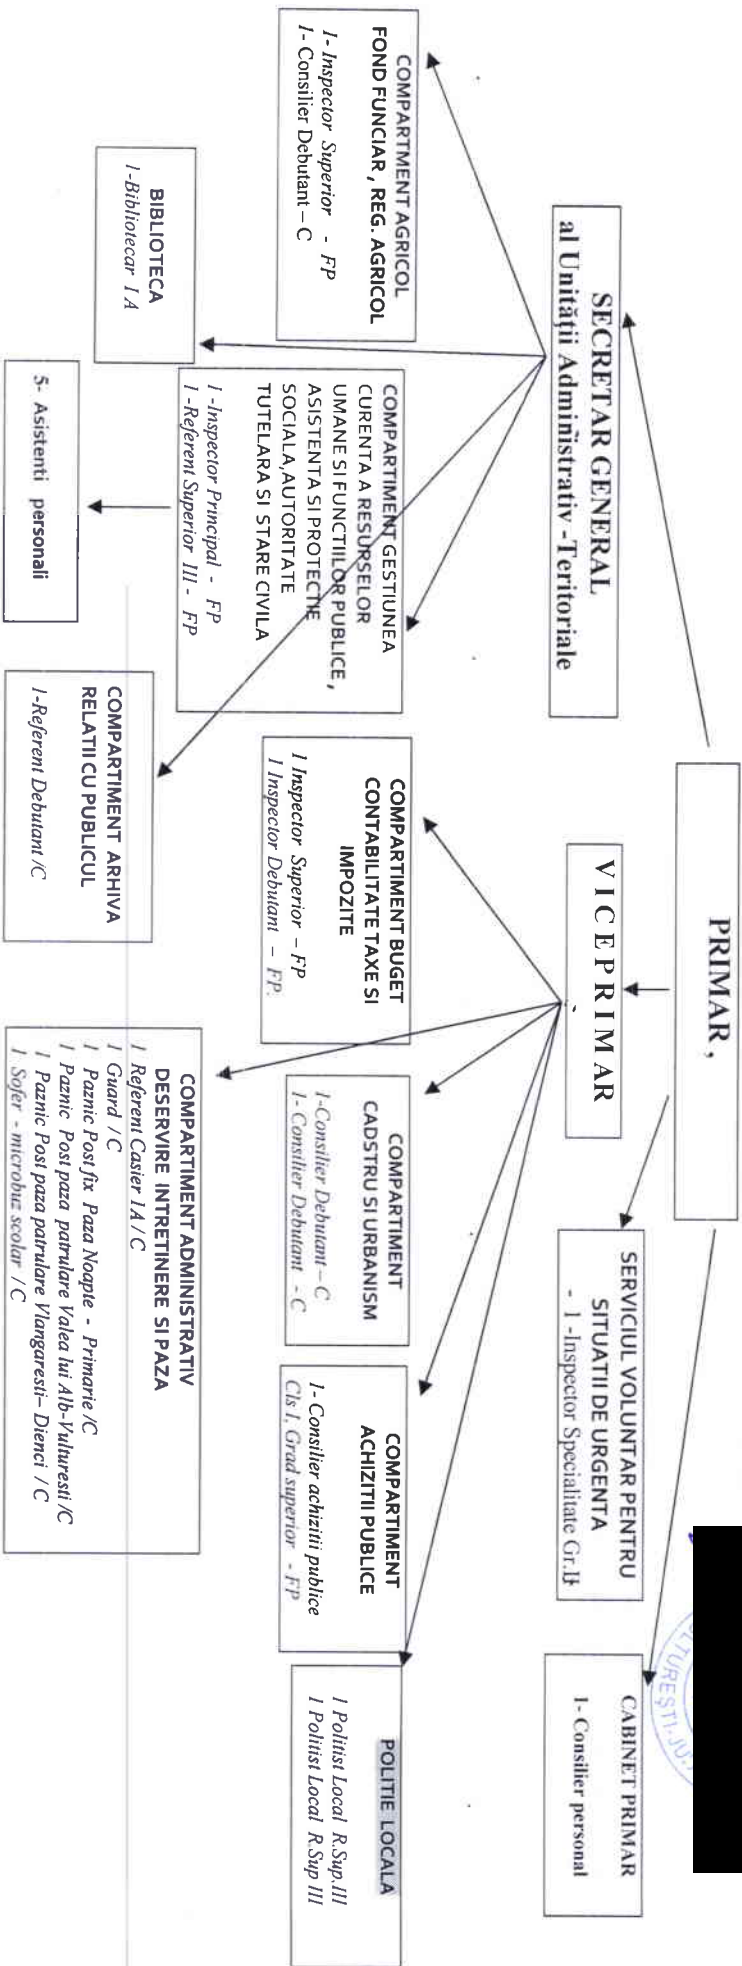 PRIMAR ,
SECRETAR GENERAL
al Unității Administrativ -Teritoriale
V I C E P R I M AR
SERVICIUL VOLUNTAR PENTRU
SITUATII DE URGENTA
- 1 -Inspector Specialitate Gr.II
CABINET PRIMAR
1- Consilier personal
COMPARTMENT AGRICOL
FOND FUNCIAR , REG. AGRICOL
1- Inspector Superior - FP
1- Consilier Debutant – C
BIBLIOTECA
1-Bibliotecar I A
COMPARTIMENT GESTIUNEA
CURENTA A RESURSELOR
UMANE SI FUNCTIILOR PUBLICE ,
ASISTENTA SI PROTECTIE
SOCIALA,AUTORITATE
TUTELARA SI STARE CIVILA
1 -Inspector Principal - FP
1 -Referent Superior III - FP
5- Asistenti personali
COMPARTIMENT ARHIVA
RELATII CU PUBLICUL
1-Referent Debutant /C
COMPARTIMENT BUGET
CONTABILITATE TAXE SI
IMPOZITE
1 Inspector Superior – FP
1 Inspector Debutant – FP.
COMPARTIMENT
CADSTRU SI URBANISM
1-Consilier Debutant – C
1- Consilier Debutant - C
COMPARTIMENT
ACHIZITII PUBLICE
1- Consilier achizitii publice
Cls I, Grad superior - FP
POLITIE LOCALA
1 Politist Local R.Sup.III
1 Politist Local R.Sup III
COMPARTIMENT ADMINISTRATIV
DESERVIRE INTRETINERE SI PAZA
1 Referent Casier I A / C
1 Guard / C
1 Paznic Post fix Paza Noapte - Primarie /C
1 Paznic Post paza patrulare Valea lui Alb-Vulturesti /C
1 Paznic Post paza patrulare Vlangaresti– Dienci / C
1 Sofer - microbuz scolar / C